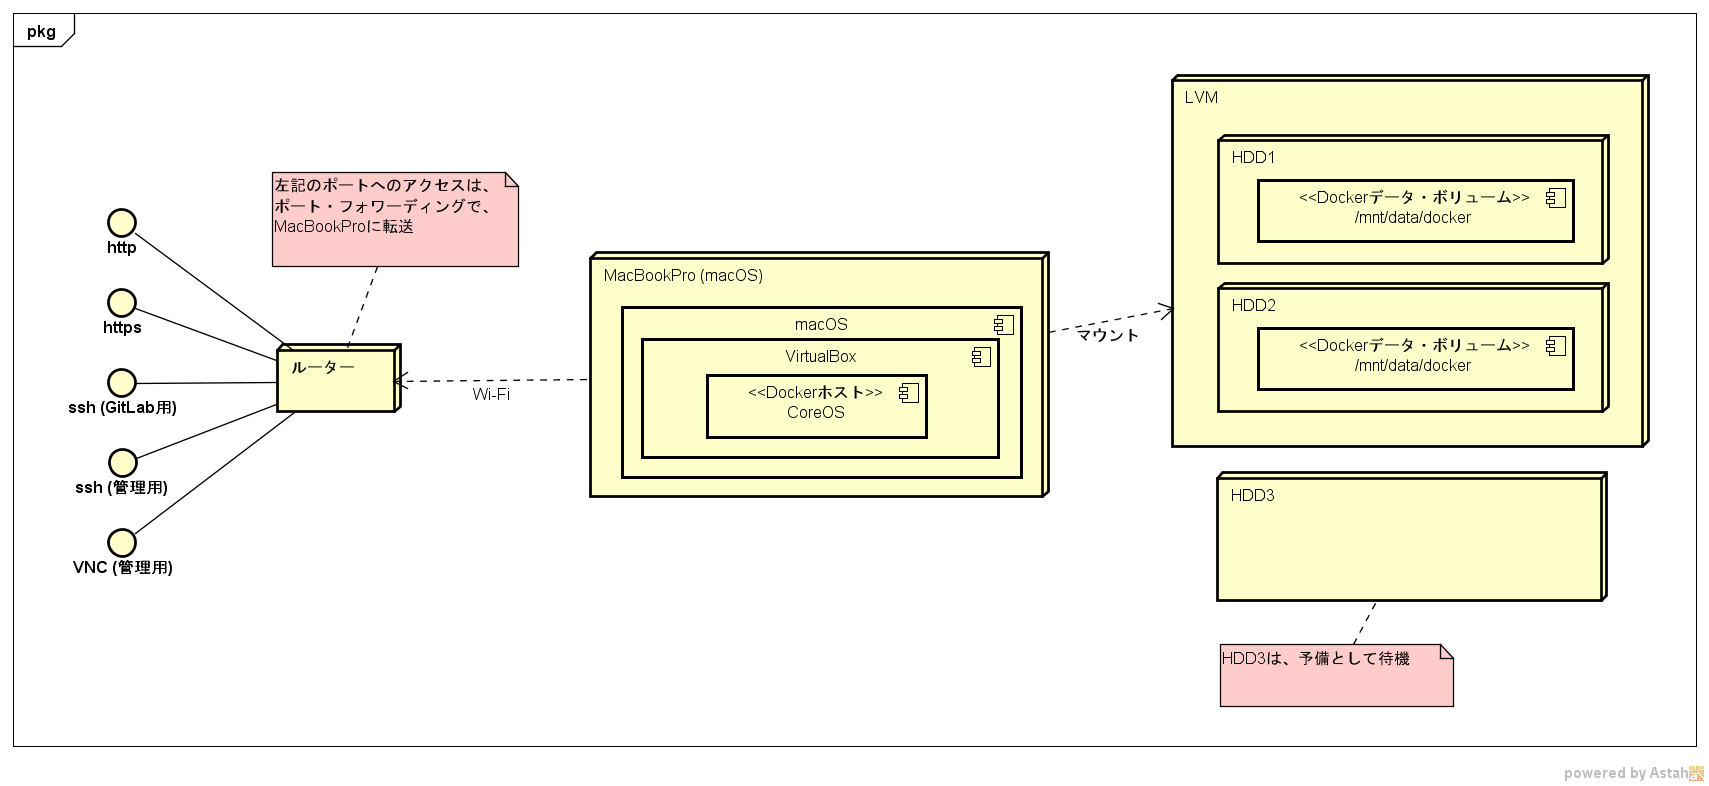 pkg
左記のポートへのアクセスは、
ポート・フォワーディングで、
MacBookProに転送
http
https
ssh (GitLab用)
ssh (管理用)
VNC (管理用)
ルーター
Wi-Fi
MacBookPro (macOS)
macOS
VirtualBox
<<Dockerホスト>>
CoreOS
マウント
LVM
HDD1
<<Dockerデータ・ボリューム>>
/mnt/data/docker
HDD2
<<Dockerデータ・ボリューム>>
/mnt/data/docker
HDD3
HDD3は、予備として待機
powered by Astah